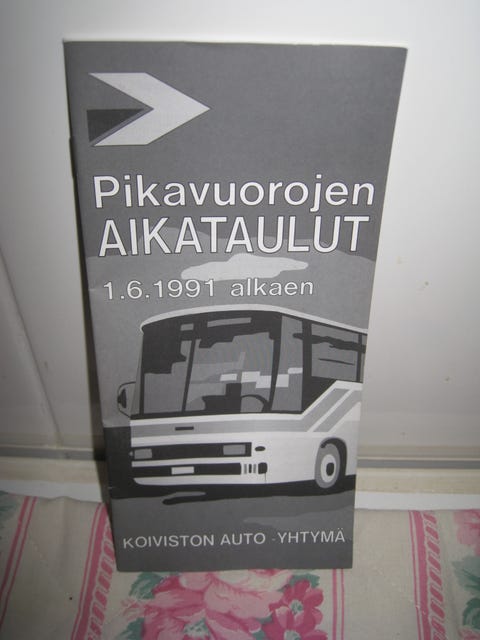 Pikavuorojen
AIKATAULUT
1.6.1991 alkaen
KOIVISTON AUTO -YHTYMÄ